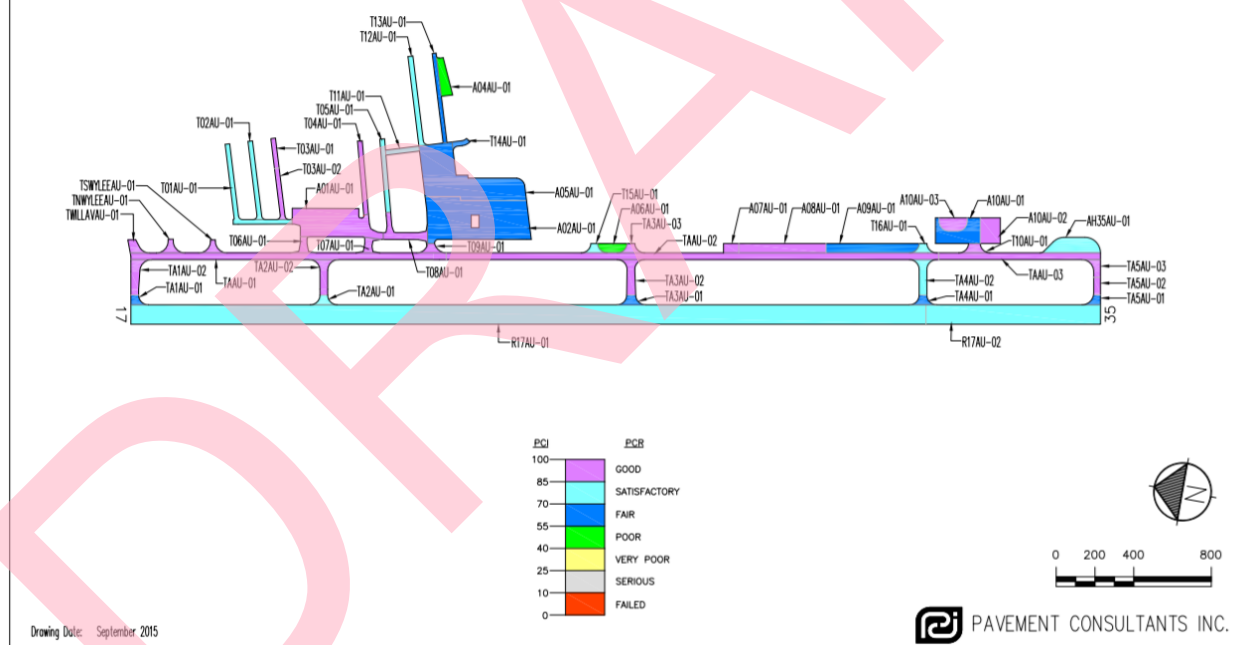 T13AU-01
T12AU-01
A04AU-01
T11AU-01
T05AU-01
T04AU-01
T14AU-01
T02AU-01
T03AU-01
T03AU-02
TSWYLEEAU-01
TNWYLEEAU-01
TWILLAVAU-01
T01AU-01
A01AU-01
A05AU-01
A02AU-01
T15AU-01
A06AU-01
TA3AU-03
TAAU-02
A07AU-01
A08AU-01
A09AU-01
T16AU-01
A10AU-03
A10AU-01
A10AU-02
AH35AU-01
T10AU-01
T06AU-01
T07AU-01
T09AU-01
T08AU-01
TAAU-03
TA1AU-02
TAAU-01
TA2AU-02
TA1AU-01
TA2AU-01
TA3AU-02
TA3AU-01
TA4AU-02
TA4AU-01
TA5AU-03
TA5AU-02
TA5AU-01
17
35
R17AU-01
R17AU-02
PCI PCR
100
GOOD
85
SATISFACTORY
70
FAIR
55
POOR
40
VERY POOR
25
SERIOUS
10
FAILED
0
N
0 200 400 800
PAVEMENT CONSULTANTS INC.
Drawing Date: September 2015
DRA